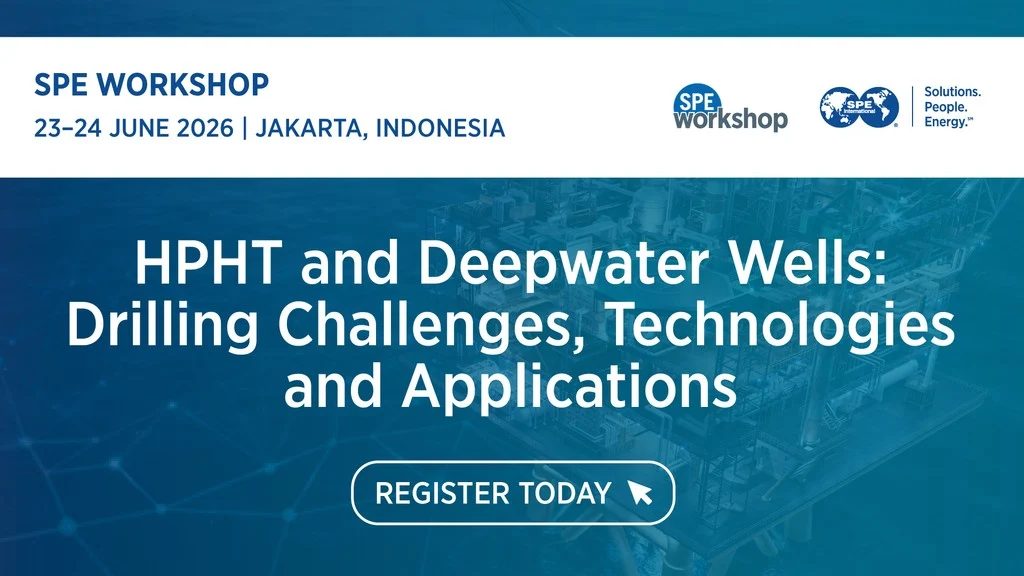 SPE WORKSHOP
23–24 JUNE 2026 | JAKARTA, INDONESIA
SPE
workshop
SPE
International
®
Solutions.
People.
Energy.℠
HPHT and Deepwater Wells:
Drilling Challenges, Technologies
and Applications
REGISTER TODAY